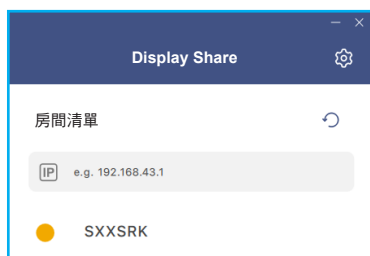 Display Share
房間清單
IP e.g. 192.168.43.1
SXXSRK